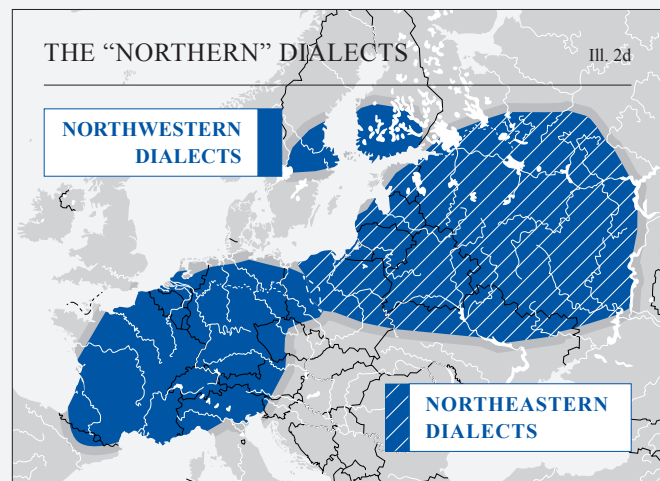 THE “NORTHERN” DIALECTS
Ill. 2d
NORTHWESTERN
DIALECTS
NORTHEASTERN
DIALECTS